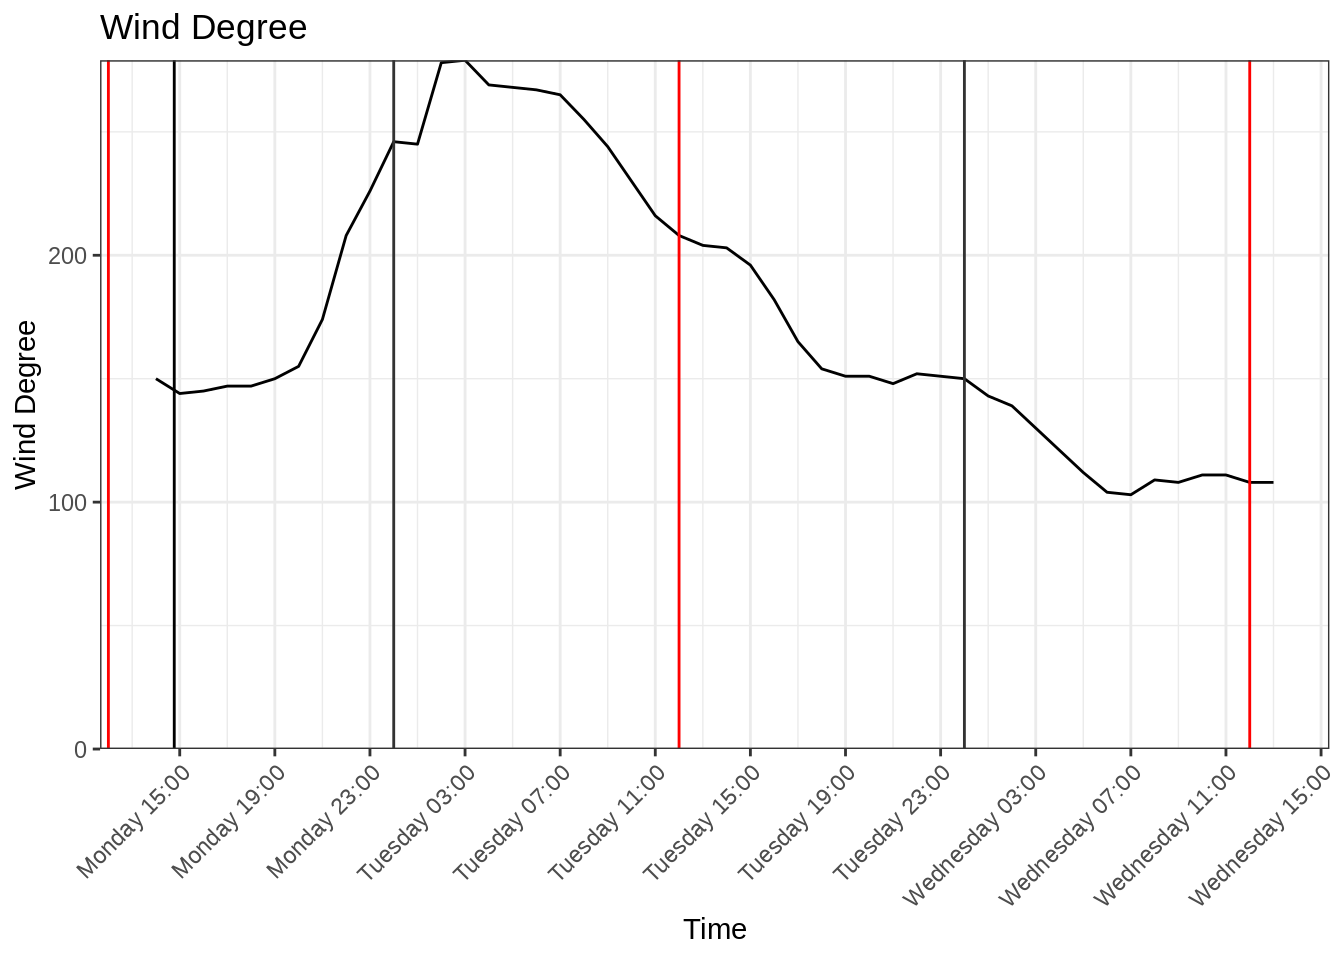 Wind Degree
Wind Degree
200
100
0
Monday 15:00
Monday 19:00
Monday 23:00
Tuesday 03:00
Tuesday 07:00
Tuesday 11:00
Tuesday 15:00
Tuesday 19:00
Tuesday 23:00
Wednesday 03:00
Wednesday 07:00
Wednesday 11:00
Wednesday 15:00
Time